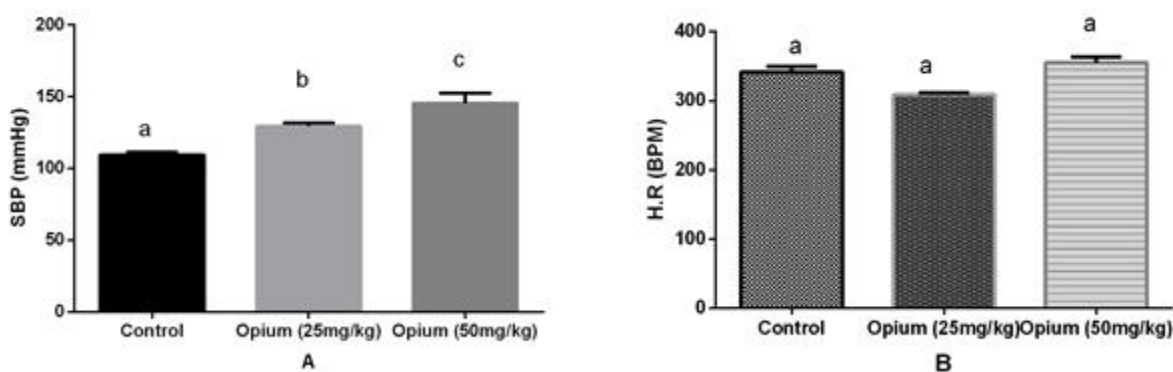 200
150
100
50
0
SBP (mmHg)
a
b
c
Control
Opium (25mg/kg)
Opium (50mg/kg)
A
400
300
200
100
0
H.R (BPM)
a
a
a
Control
Opium (25mg/kg)
Opium (50mg/kg)
B